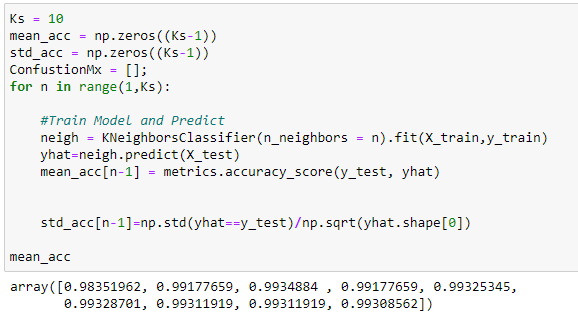 Ks = 10
mean_acc = np.zeros((Ks-1))
std_acc = np.zeros((Ks-1))
ConfustionMx = [];
for n in range(1,Ks):
#Train Model and Predict
neigh = KNeighborsClassifier(n_neighbors = n).fit(X_train,y_train)
yhat=neigh.predict(X_test)
mean_acc[n-1] = metrics.accuracy_score(y_test, yhat)
std_acc[n-1]=np.std(yhat==y_test)/np.sqrt(yhat.shape[0])
mean_acc
array([0.98351962, 0.99177659, 0.9934884 , 0.99177659, 0.99325345,
0.99328701, 0.99311919, 0.99311919, 0.99308562])